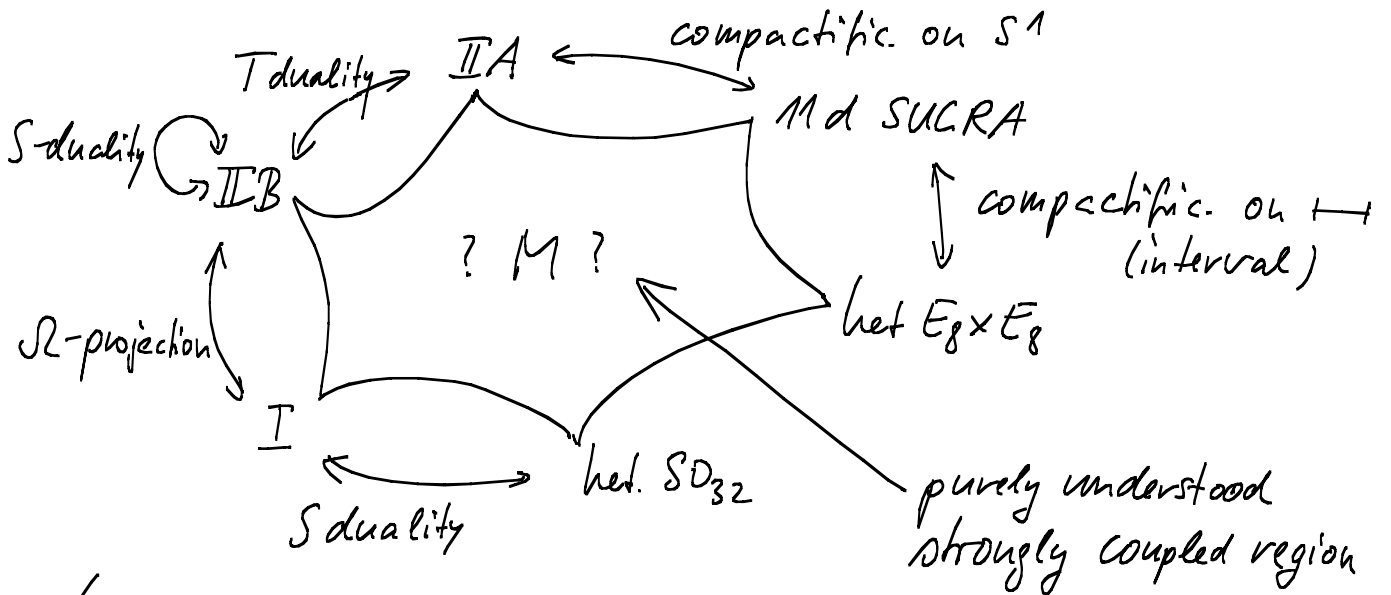 compactific. on S1
IIA
T duality
11d SUGRA
S-duality
IIB
compactific. on
(interval)
? M ?
het E8 x E8
Ω-projection
I
het. SO32
S duality
purely understood
strongly coupled region